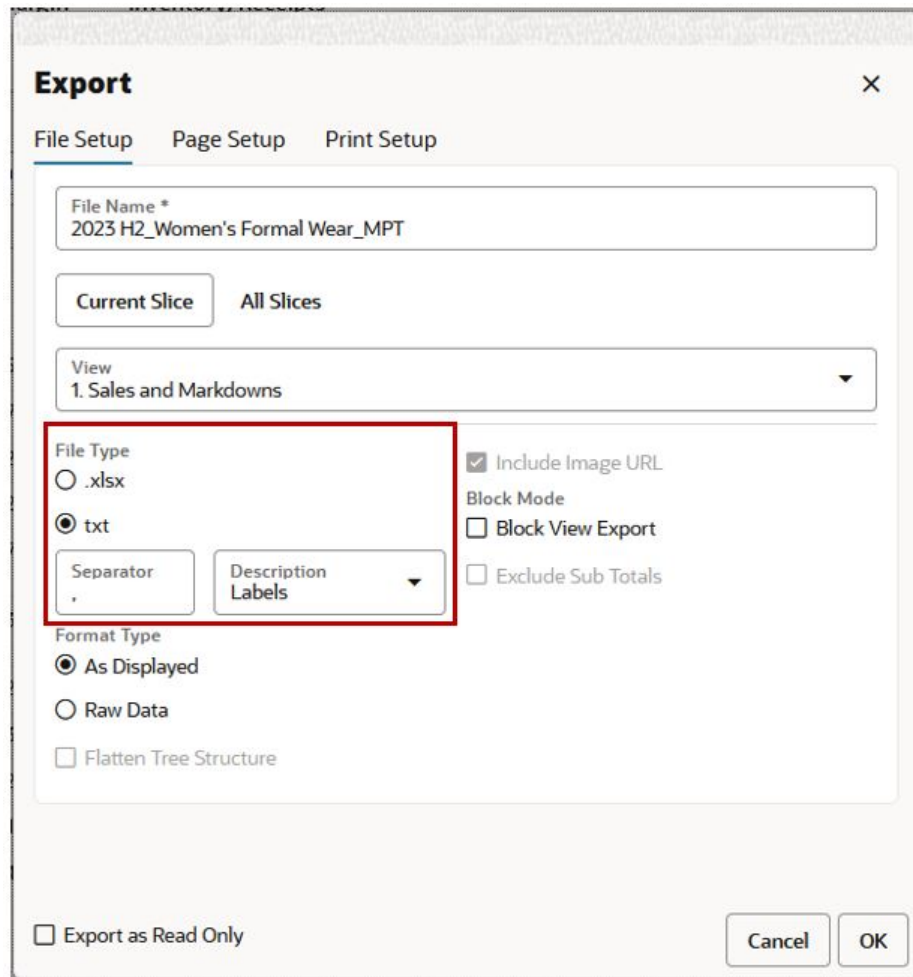 Export
File Setup Page Setup Print Setup
File Name *
2023 H2_Women's Formal Wear_MPT
Current Slice All Slices
View
1. Sales and Markdowns
File Type
.xlsx
txt
Separator
,
Description
Labels
Include Image URL
Block Mode
Block View Export
Exclude Sub Totals
Format Type
As Displayed
Raw Data
Flatten Tree Structure
Export as Read Only
Cancel OK